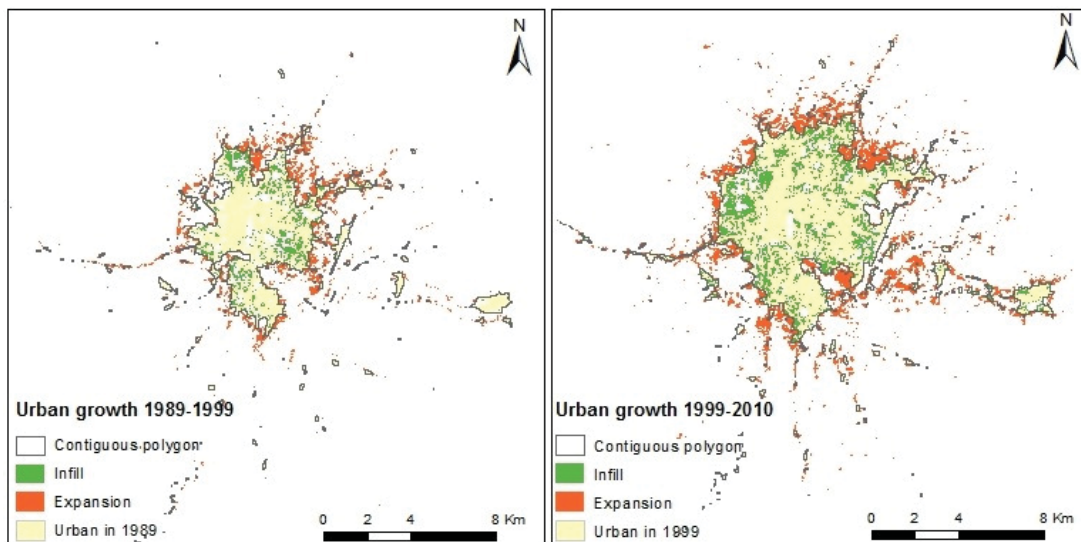 N
Urban growth 1989-1999
Contiguous polygon
Infill
Expansion
Urban in 1989
0 2 4 8 Km
N
Urban growth 1999-2010
Contiguous polygon
Infill
Expansion
Urban in 1999
0 2 4 8 Km